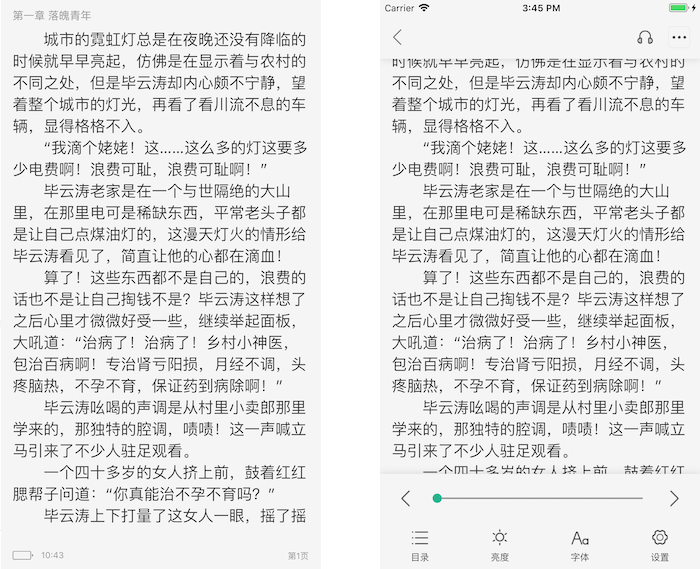 第一章 落魄青年
城市的霓虹灯总是在夜晚还没有降临的
时候就早早亮起，仿佛是在显示着与农村的
不同之处，但是毕云涛却内心颇不宁静，望
着整个城市的灯光，再看了看川流不息的车
辆，显得格格不入。
“我滴个姥姥！这……这么多的灯这要多
少电费啊！浪费可耻，浪费可耻啊！”
毕云涛老家是在一个与世隔绝的大山
里，在那里电可是稀缺东西，平常老头子都
是让自己点煤油灯的，这漫天灯火的情形给
毕云涛看见了，简直让他的心都在滴血！
算了！这些东西都不是自己的，浪费的
话也不是让自己掏钱不是？毕云涛这样想了
之后心里才微微好受一些，继续举起面板，
大吼道：“治病了！治病了！乡村小神医，
包治百病啊！专治肾亏阳损，月经不调，头
疼脑热，不孕不育，保证药到病除啊！”
毕云涛吆喝的声调是从村里小卖郎那里
学来的，那独特的腔调，啧啧！这一声喊立
马引来了不少人驻足观看。
一个四十多岁的女人挤上前，鼓着红红
腮帮子问道：“你真能治不孕不育吗？”
毕云涛上下打量了这女人一眼，摇了摇
10:43
第1页
Carrier
3:45 PM
时候就早早亮起，仿佛是在显示着与农村的
不同之处，但是毕云涛却内心颇不宁静，望
着整个城市的灯光，再看了看川流不息的车
辆，显得格格不入。
“我滴个姥姥！这……这么多的灯这要多
少电费啊！浪费可耻，浪费可耻啊！”
毕云涛老家是在一个与世隔绝的大山
里，在那里电可是稀缺东西，平常老头子都
是让自己点煤油灯的，这漫天灯火的情形给
毕云涛看见了，简直让他的心都在滴血！
算了！这些东西都不是自己的，浪费的
话也不是让自己掏钱不是？毕云涛这样想了
之后心里才微微好受一些，继续举起面板，
大吼道：“治病了！治病了！乡村小神医，
包治百病啊！专治肾亏阳损，月经不调，头
疼脑热，不孕不育，保证药到病除啊！”
毕云涛吆喝的声调是从村里小卖郎那里
学来的，那独特的腔调，啧啧！这一声喊立
马引来了不少人驻足观看。
一个四十多岁的女人挤上前，鼓着红红
Aa
目录
亮度
字体
设置